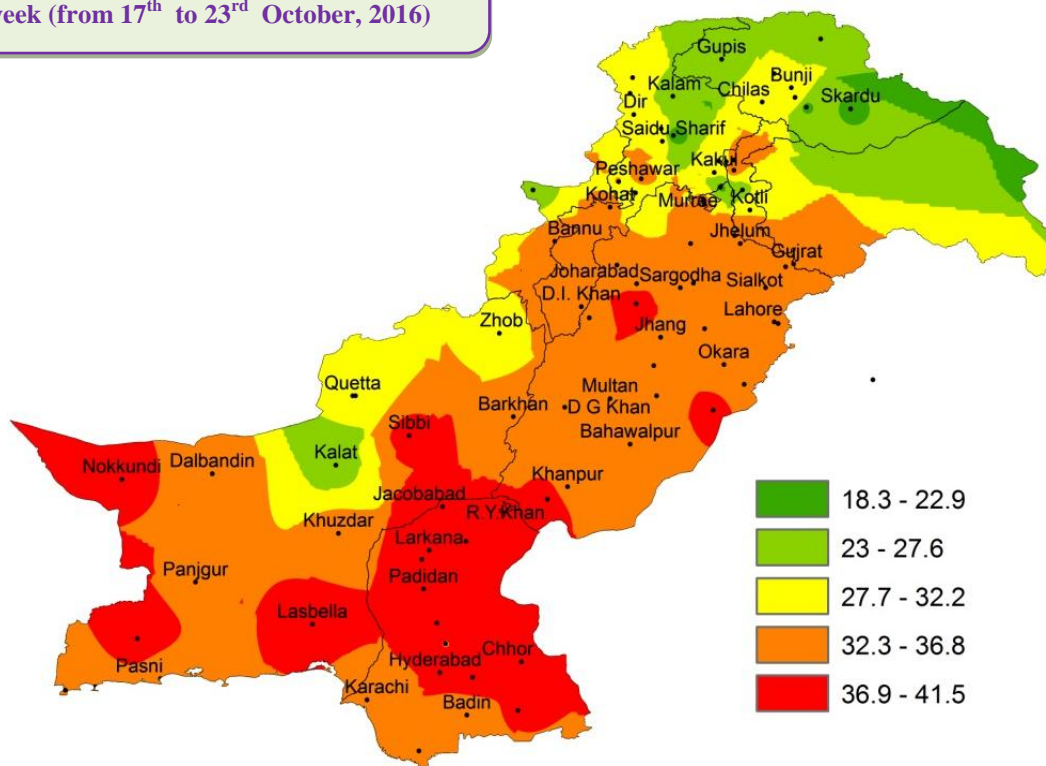 week (from 17th to 23rd October, 2016)
Gupis
Kalam
Bunji
Chilas
Skardu
Dir
Saidu Sharif
Kakul
Peshawar
Kohat
Murree
Kotli
Bannu
Jhelum
Gujrat
Joharabad
Sargodha
Sialkot
D.I. Khan
Lahore
Zhob
Jhang
Okara
Quetta
Multan
Barkhan
D G Khan
Sibbi
Bahawalpur
Kalat
Nokkundi
Dalbandin
Khanpur
Jacobabad
R.Y.Khan
Khuzdar
Larkana
Panjgur
Padidan
Lasbella
Chhor
Pasni
Hyderabad
Karachi
Badin
18.3 - 22.9
23 - 27.6
27.7 - 32.2
32.3 - 36.8
36.9 - 41.5